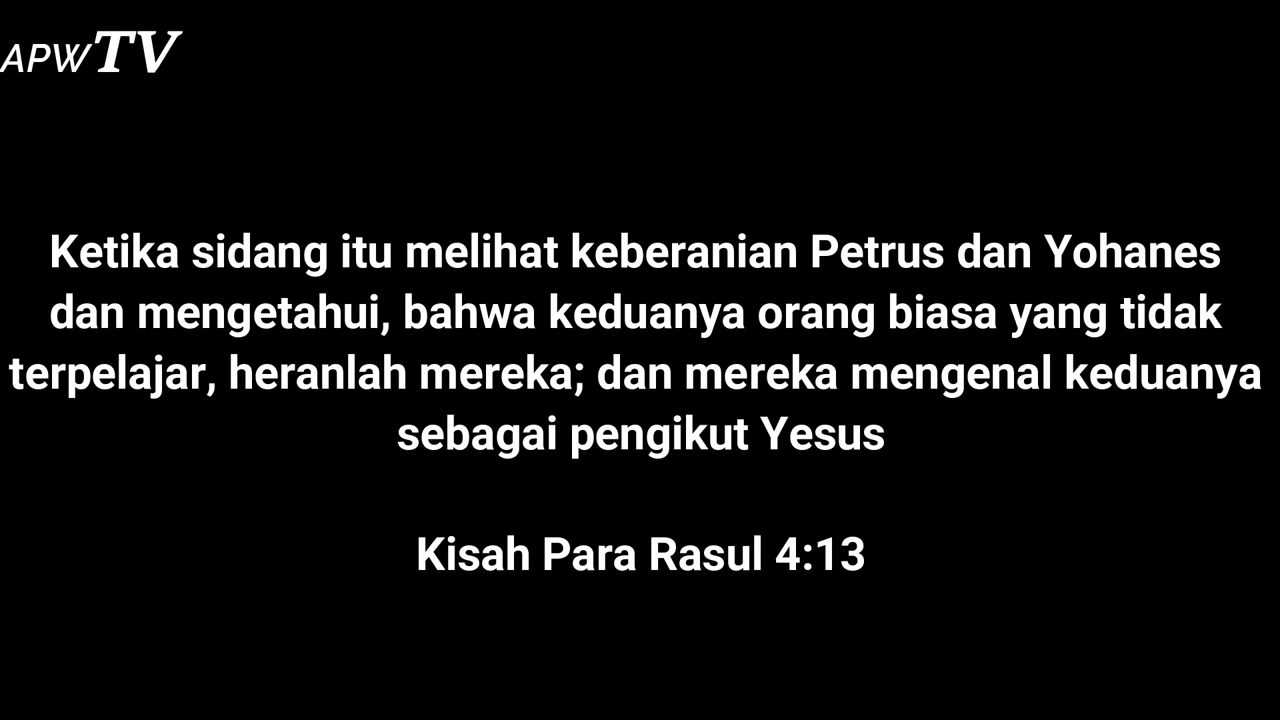 APWTV
Ketika sidang itu melihat keberanian Petrus dan Yohanes
dan mengetahui, bahwa keduanya orang biasa yang tidak
terpelajar, heranlah mereka; dan mereka mengenal keduanya
sebagai pengikut Yesus
Kisah Para Rasul 4:13